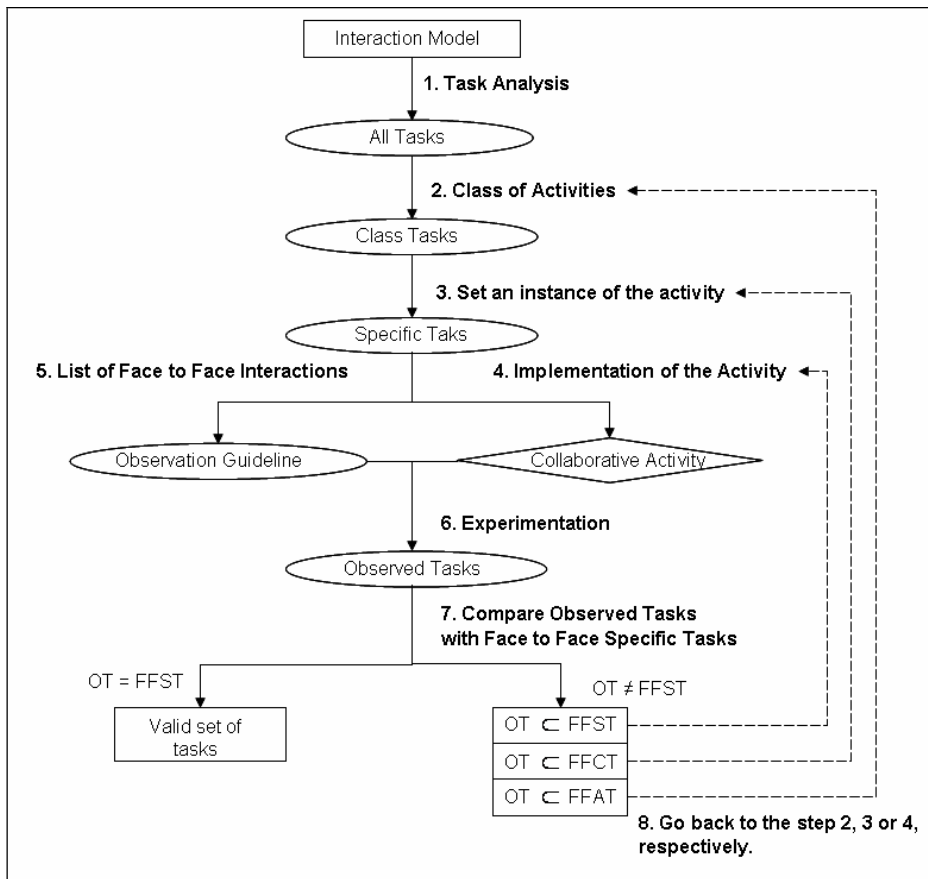 Interaction Model
1. Task Analysis
All Tasks
2. Class of Activities
Class Tasks
3. Set an instance of the activity
Specific Taks
5. List of Face to Face Interactions
4. Implementation of the Activity
Observation Guideline
Collaborative Activity
6. Experimentation
Observed Tasks
7. Compare Observed Tasks
with Face to Face Specific Tasks
OT = FFST
OT ≠ FFST
Valid set of
tasks
OT ⊂ FFST
OT ⊂ FFCT
OT ⊂ FFAT
8. Go back to the step 2, 3 or 4,
respectively.